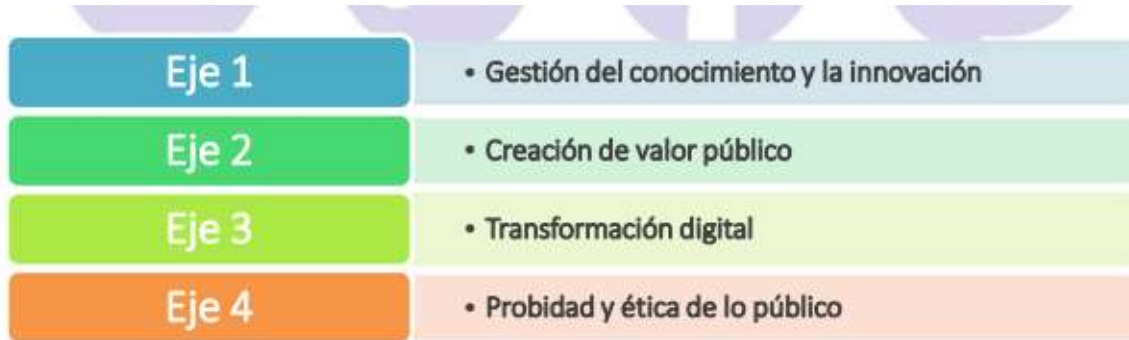 Eje 1
• Gestión del conocimiento y la innovación
Eje 2
• Creación de valor público
Eje 3
• Transformación digital
Eje 4
• Probidad y ética de lo público